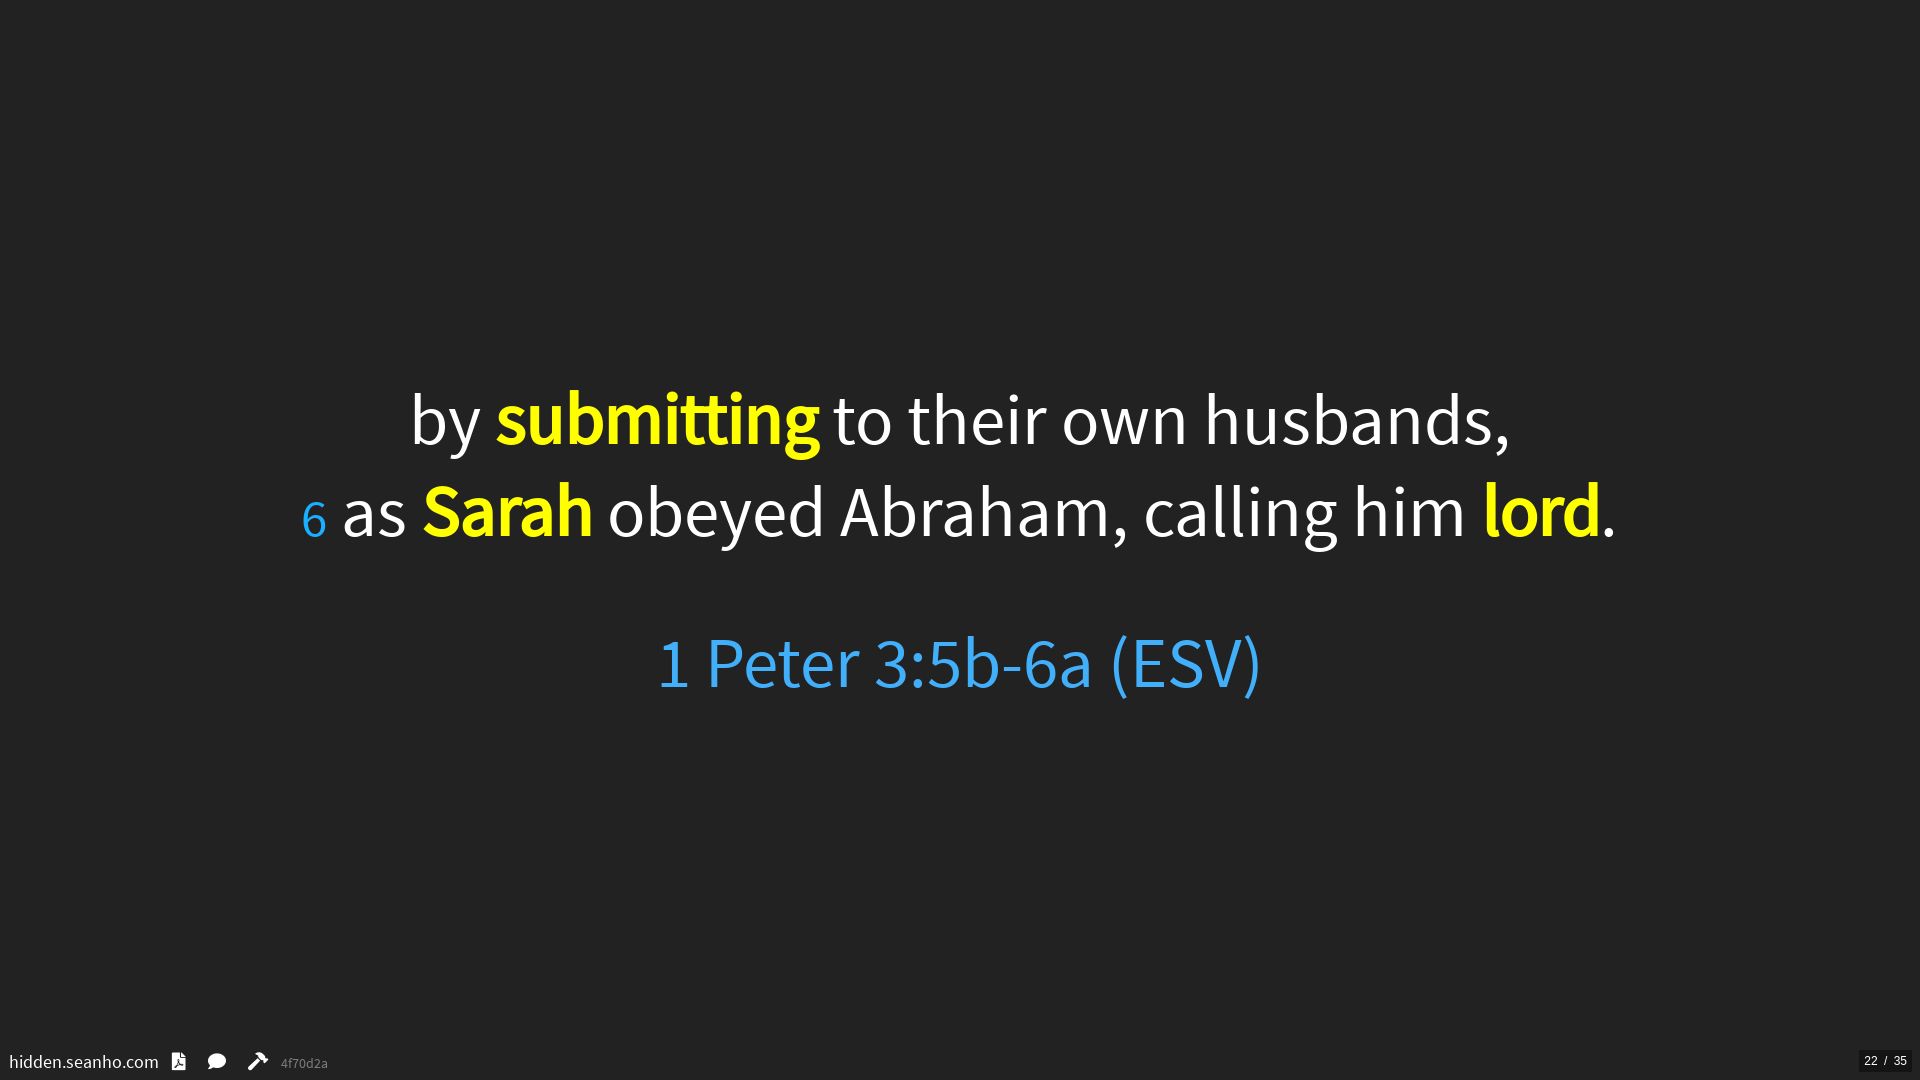 by submitting to their own husbands,
6 as Sarah obeyed Abraham, calling him lord.
1 Peter 3:5b-6a (ESV)
hidden.seanho.com 4f70d2a
22 / 35